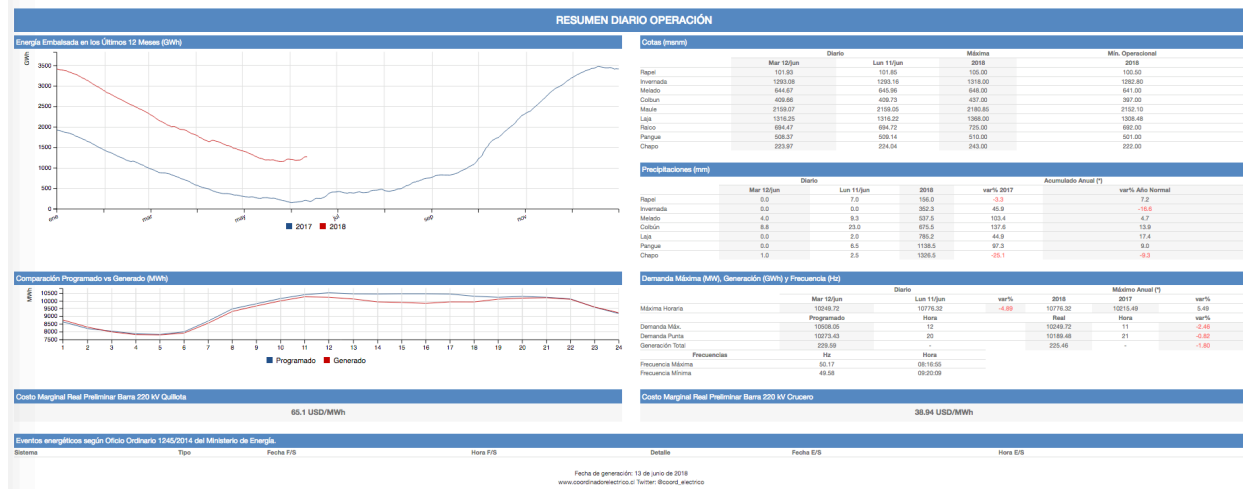 RESUMEN DIARIO OPERACIÓN
Energía Embalsada en los Últimos 12 Meses (GWh)
GWh
3500
3000
2500
2000
1500
1000
500
0
ene mar may jul sep nov
2017 2018
Cotas (msnm)
Diario Máxima Mín. Operacional
Mar 12/jun Lun 11/jun 2018 2018
Rapel 101.93 101.85 105.00 100.50
Invernada 1293.08 1293.16 1318.00 1282.80
Melado 644.67 645.96 648.00 641.00
Colbun 409.66 409.73 437.00 397.00
Maule 2159.07 2159.05 2180.85 2152.10
Laja 1316.25 1316.22 1368.00 1308.48
Ralco 694.47 694.72 725.00 692.00
Pangue 508.37 509.14 510.00 501.00
Chapo 223.97 224.04 243.00 222.00
Precipitaciones (mm)
Diario Acumulado Anual (*)
Mar 12/jun Lun 11/jun 2018 var% 2017 var% Año Normal
Rapel 0.0 7.0 156.0 -3.3 7.2
Invernada 0.0 0.0 352.3 45.9 -16.6
Melado 4.0 9.3 537.5 103.4 4.7
Colbún 8.8 23.0 675.5 137.6 13.9
Laja 0.0 2.0 785.2 44.9 17.4
Pangue 0.0 6.5 1138.5 97.3 9.0
Chapo 1.0 2.5 1326.5 -25.1 -9.3
Comparación Programado vs Generado (MWh)
MWh
10500
10000
9500
9000
8500
8000
7500
1 2 3 4 5 6 7 8 9 10 11 12 13 14 15 16 17 18 19 20 21 22 23 24
Programado Generado
Demanda Máxima (MW), Generación (GWh) y Frecuencia (Hz)
Diario Máximo Anual (*)
Mar 12/jun Lun 11/jun var% 2018 2017 var%
Máxima Horaria 10249.72 10776.32 -4.89 10776.32 10215.49 5.49
Programado Hora Real Hora var%
Demanda Máx. 10508.05 12 10249.72 11 -2.46
Demanda Punta 10273.43 20 10189.48 21 -0.82
Generación Total 229.59 - 225.46 - -1.80
Frecuencias Hz Hora
Frecuencia Máxima 50.17 08:16:55
Frecuencia Mínima 49.58 09:20:09
Costo Marginal Real Preliminar Barra 220 kV Quillota
65.1 USD/MWh
Costo Marginal Real Preliminar Barra 220 kV Crucero
38.94 USD/MWh
Eventos energéticos según Oficio Ordinario 1245/2014 del Ministerio de Energía.
Sistema Tipo Fecha F/S Hora F/S Detalle Fecha E/S Hora E/S
Fecha de generación: 13 de junio de 2018
www.coordinadorelectrico.cl Twitter: @coord_electrico